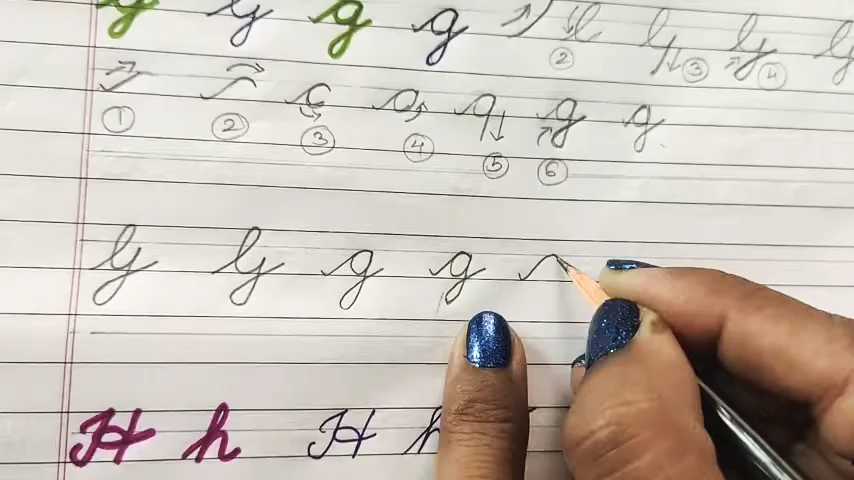 g G g g ② ③ ④
① ② ③ ④ ⑤ ⑥ g
G G g g
H h H h